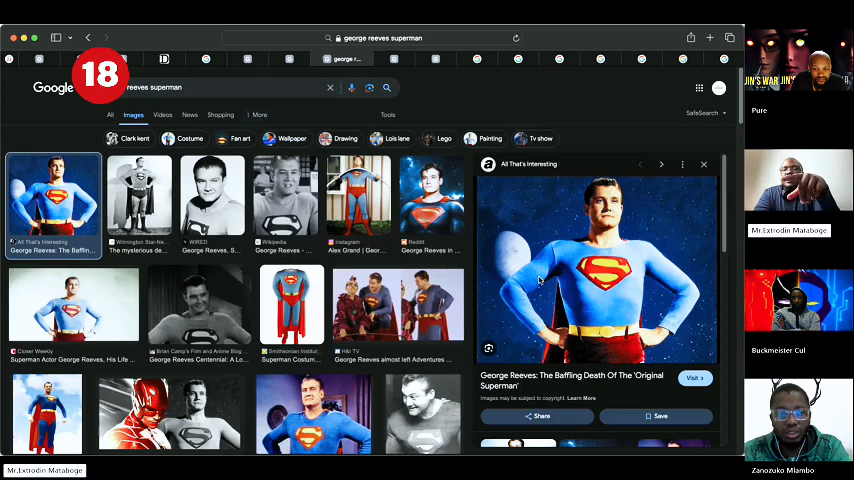 george reeves superman
george r...
18
Google
reeves superman
All
Images
Videos
News
Shopping
More
Tools
SafeSearch
Clark kent
Costume
Fan art
Wallpaper
Drawing
Lois lane
Lego
Painting
Tv show
All That's Interesting
George Reeves: The Bafflin...
Wilmington Star-Ne...
The mysterious de...
WIRED
George Reeves, S...
Wikipedia
George Reeves - ...
Instagram
Alex Grand | Geor...
Reddit
George Reeves in ...
Closer Weekly
Superman Actor George Reeves, His Life ...
Brian Camp's Film and Anime Blog ...
George Reeves Centennial: A Lo...
Smithsonian Institut...
Superman Costum...
H&I TV
George Reeves almost left Adventures ...
All That's Interesting
George Reeves: The Baffling Death Of The 'Original
Superman'
Visit
Images may be subject to copyright. Learn More
Share
Save
JIN'S WAR
JIN'S WAR
Pure
Mr.Extrodin Mataboge
Buckmeister Cul
Zanozuko Mlambo
Mr.Extrodin Mataboge